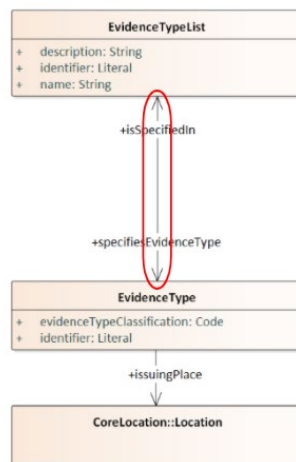 EvidenceTypeList
+ description: String
+ identifier: Literal
+ name: String
+isSpecifiedIn
+specifiesEvidenceType
EvidenceType
+ evidenceTypeClassification: Code
+ identifier: Literal
+issuingPlace
CoreLocation::Location